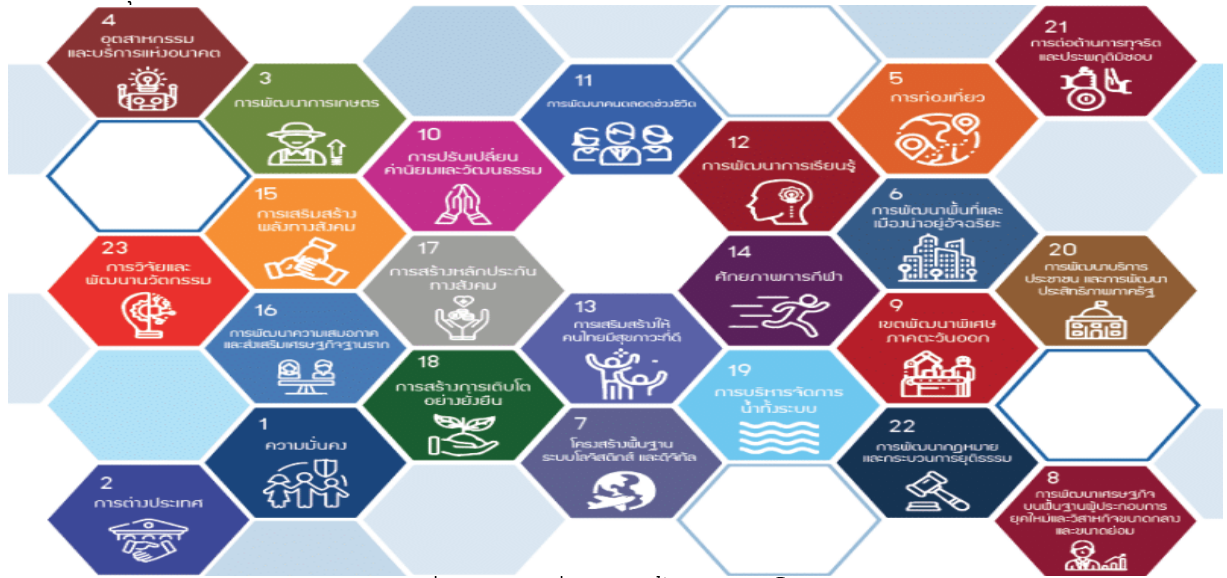 4
อุตสาหกรรม
และบริการแห่งอนาคต
3
การพัฒนาการเกษตร
10
การปรับเปลี่ยน
ค่านิยมและวัฒนธรรม
11
การพัฒนาคนตลอดช่วงชีวิต
12
การพัฒนาการเรียนรู้
5
การท่องเที่ยว
21
การต่อต้านการทุจริต
และประพฤติมิชอบ
15
การเสริมสร้าง
พลังทางสังคม
6
การพัฒนาพื้นที่และ
เมืองน่าอยู่อัจฉริยะ
23
การวิจัยและ
พัฒนานวัตกรรม
17
การสร้างหลักประกัน
ทางสังคม
14
ศักยภาพการกีฬา
20
การพัฒนาบริการ
ประชาชน และการพัฒนา
ประสิทธิภาพภาครัฐ
16
การพัฒนาความเสมอภาค
และส่งเสริมเศรษฐกิจฐานราก
13
การเสริมสร้างให้
คนไทยมีสุขภาวะที่ดี
9
เขตพัฒนาพิเศษ
ภาคตะวันออก
18
การสร้างการเติบโต
อย่างยั่งยืน
19
การบริหารจัดการ
น้ำทั้งระบบ
1
ความมั่นคง
7
โครงสร้างพื้นฐาน
ระบบโลจิสติกส์ และดิจิทัล
22
การพัฒนากฎหมาย
และกระบวนการยุติธรรม
2
การต่างประเทศ
8
การพัฒนาเศรษฐกิจ
บนพื้นฐานผู้ประกอบการ
ยุคใหม่และวิสาหกิจขนาดกลาง
และขนาดย่อม